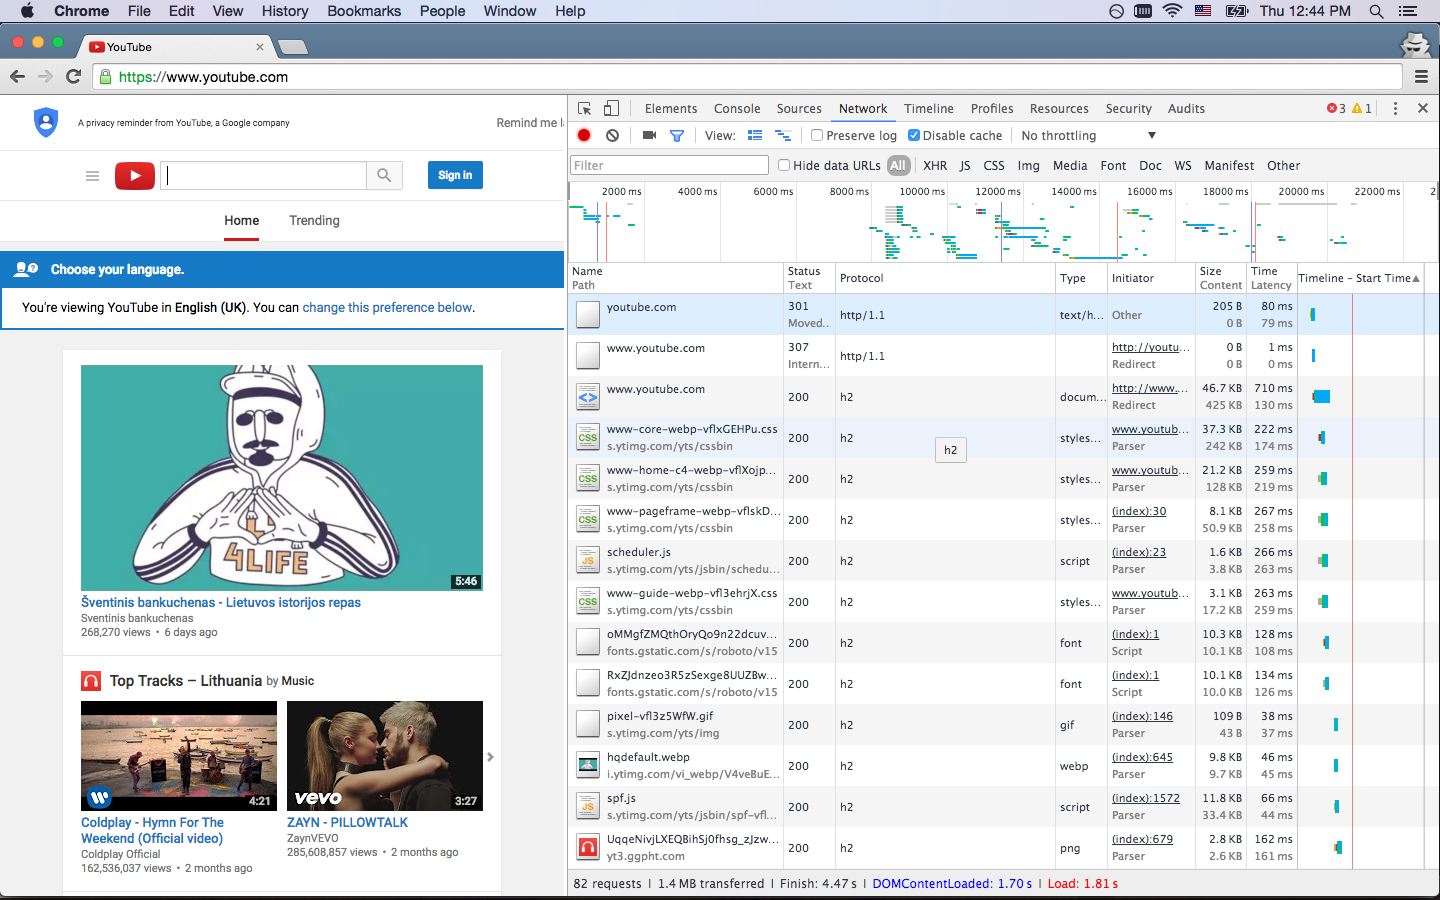 Chrome File Edit View History Bookmarks People Window Help Thu 12:44 PM
YouTube
https://www.youtube.com
A privacy reminder from YouTube, a Google company Remind me l
Sign in
Home Trending
Choose your language.
You're viewing YouTube in English (UK). You can change this preference below.
4LIFE
5:46
Šventinis bankuchenas - Lietuvos istorijos repas
Sventinis bankuchenas
268,270 views • 6 days ago
Top Tracks – Lithuania by Music
4:21
vevo 3:27
Coldplay - Hymn For The
Weekend (Official video)
Coldplay Official
162,536,037 views • 2 months ago
ZAYN - PILLOWTALK
ZaynVEVO
285,608,857 views • 2 months ago
Elements Console Sources Network Timeline Profiles Resources Security Audits 3 1
View: Preserve log Disable cache No throttling
Filter Hide data URLs All XHR JS CSS Img Media Font Doc WS Manifest Other
2000 ms 4000 ms 6000 ms 8000 ms 10000 ms 12000 ms 14000 ms 16000 ms 18000 ms 20000 ms 22000 ms 2
Name Status Protocol Type Initiator Size Time Timeline – Start Time
Path Text Content Latency
youtube.com 301 http/1.1 text/h... Other 205 B 80 ms
Moved... 0 B 79 ms
www.youtube.com 307 http/1.1 http://youtu... 0 B 1 ms
Intern... Redirect 0 B 0 ms
www.youtube.com 200 h2 docum... http://www.... 46.7 KB 710 ms
Redirect 425 KB 130 ms
www-core-webp-vflxGEHPu.css 200 h2 styles... www.youtub... 37.3 KB 222 ms
s.ytimg.com/yts/cssbin Parser 242 KB 174 ms
h2
www-home-c4-webp-vflXojp... 200 h2 styles... www.youtub... 21.2 KB 259 ms
s.ytimg.com/yts/cssbin Parser 128 KB 219 ms
www-pageframe-webp-vflskD... 200 h2 styles... (index):30 8.1 KB 267 ms
s.ytimg.com/yts/cssbin Parser 50.9 KB 258 ms
scheduler.js 200 h2 script (index):23 1.6 KB 266 ms
s.ytimg.com/yts/jsbin/schedu... Parser 3.8 KB 263 ms
www-guide-webp-vfl3ehrjX.css 200 h2 styles... www.youtub... 3.1 KB 263 ms
s.ytimg.com/yts/cssbin Parser 17.2 KB 259 ms
oMMgfZMQthOryQo9n22dcuv... 200 h2 font (index):1 10.3 KB 128 ms
fonts.gstatic.com/s/roboto/v15 Script 10.1 KB 108 ms
RxZJdnzeo3R5zSexge8UUZBw... 200 h2 font (index):1 10.1 KB 134 ms
fonts.gstatic.com/s/roboto/v15 Script 10.0 KB 126 ms
pixel-vfl3z5WfW.gif 200 h2 gif (index):146 109 B 38 ms
s.ytimg.com/yts/img Parser 43 B 37 ms
hqdefault.webp 200 h2 webp (index):645 9.8 KB 46 ms
i.ytimg.com/vi_webp/V4veBuE... Parser 9.7 KB 45 ms
spf.js 200 h2 script (index):1572 11.8 KB 66 ms
s.ytimg.com/yts/jsbin/spf-vfl... Parser 33.4 KB 44 ms
UqqeNivjLXEQBihSj0fhsg_zJzw... 200 h2 png (index):679 2.8 KB 162 ms
yt3.ggpht.com Parser 2.6 KB 161 ms
82 requests | 1.4 MB transferred | Finish: 4.47 s | DOMContentLoaded: 1.70 s | Load: 1.81 s